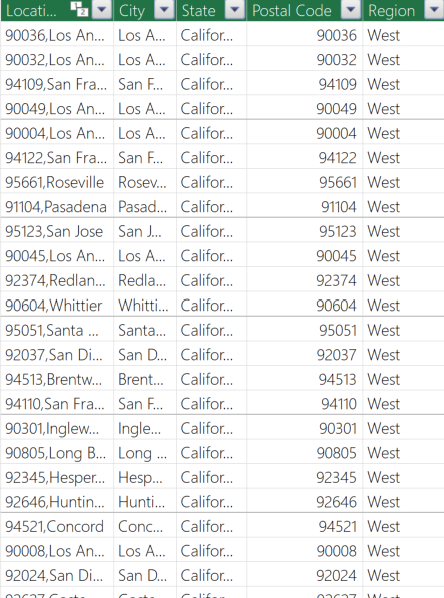 Locati... City State Postal Code Region
90036,Los An... Los A... Califor... 90036 West
90032,Los An... Los A... Califor... 90032 West
94109,San Fra... San F... Califor... 94109 West
90049,Los An... Los A... Califor... 90049 West
90004,Los An... Los A... Califor... 90004 West
94122,San Fra... San F... Califor... 94122 West
95661,Roseville Rosev... Califor... 95661 West
91104,Pasadena Pasad... Califor... 91104 West
95123,San Jose San J... Califor... 95123 West
90045,Los An... Los A... Califor... 90045 West
92374,Redlan... Redla... Califor... 92374 West
90604,Whittier Whitti... Califor... 90604 West
95051,Santa ... Santa... Califor... 95051 West
92037,San Di... San D... Califor... 92037 West
94513,Brentw... Brent... Califor... 94513 West
94110,San Fra... San F... Califor... 94110 West
90301,Inglew... Ingle... Califor... 90301 West
90805,Long B... Long ... Califor... 90805 West
92345,Hesper... Hesp... Califor... 92345 West
92646,Huntin... Hunti... Califor... 92646 West
94521,Concord Conc... Califor... 94521 West
90008,Los An... Los A... Califor... 90008 West
92024,San Di... San D... Califor... 92024 West